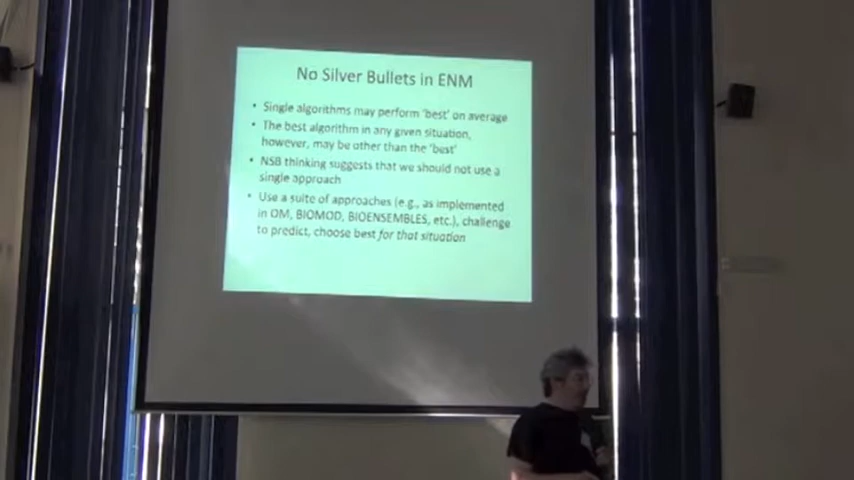 No Silver Bullets in ENM
• Single algorithms may perform 'best' on average
• The best algorithm in any given situation,
however, may be other than the 'best'
• NSB thinking suggests that we should not use a
single approach
• Use a suite of approaches (e.g., as implemented
in OM, BIOMOD, BIOENSEMBLES, etc.), challenge
to predict, choose best for that situation